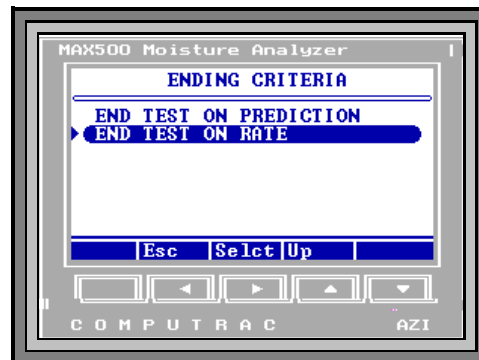 MAX500 Moisture Analyzer
ENDING CRITERIA
END TEST ON PREDICTION
END TEST ON RATE
Esc Selct Up
COMPUTRAC AZI